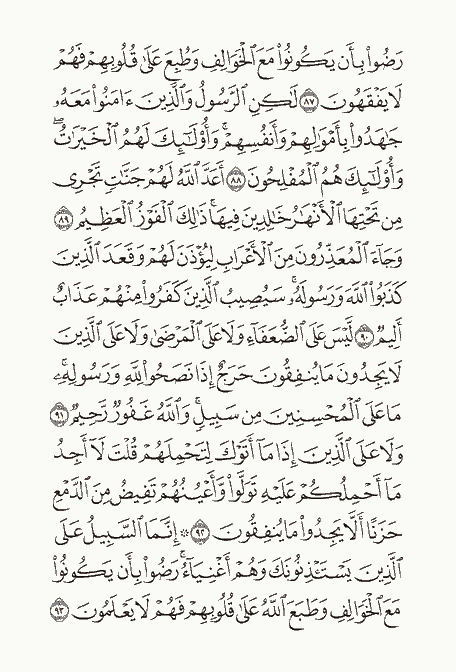 رَضُوا۟ بِأَن يَكُونُوا۟ مَعَ ٱلْخَوَالِفِ وَطُبِعَ عَلَىٰ قُلُوبِهِمْ فَهُمْ
لَا يَفْقَهُونَ ٨٧ لَٰكِنِ ٱلرَّسُولُ وَٱلَّذِينَ ءَامَنُوا۟ مَعَهُۥ
جَٰهَدُوا۟ بِأَمْوَٰلِهِمْ وَأَنفُسِهِمْ ۚ وَأُو۟لَٰٓئِكَ لَهُمُ ٱلْخَيْرَٰتُ ۖ
وَأُو۟لَٰٓئِكَ هُمُ ٱلْمُفْلِحُونَ ٨٨ أَعَدَّ ٱللَّهُ لَهُمْ جَنَّٰتٍ تَجْرِى
مِن تَحْتِهَا ٱلْأَنْهَٰرُ خَٰلِدِينَ فِيهَا ۚ ذَٰلِكَ ٱلْفَوْزُ ٱلْعَظِيمُ ٨٩
وَجَآءَ ٱلْمُعَذِّرُونَ مِنَ ٱلْأَعْرَابِ لِيُؤْذَنَ لَهُمْ وَقَعَدَ ٱلَّذِينَ
كَذَبُوا۟ ٱللَّهَ وَرَسُولَهُۥ ۚ سَيُصِيبُ ٱلَّذِينَ كَفَرُوا۟ مِنْهُمْ عَذَابٌ
أَلِيمٌ ٩٠ لَّيْسَ عَلَى ٱلضُّعَفَآءِ وَلَا عَلَى ٱلْمَرْضَىٰ وَلَا عَلَى ٱلَّذِينَ
لَا يَجِدُونَ مَا يُنفِقُونَ حَرَجٌ إِذَا نَصَحُوا۟ لِلَّهِ وَرَسُولِهِۦ ۚ
مَا عَلَى ٱلْمُحْسِنِينَ مِن سَبِيلٍ ۚ وَٱللَّهُ غَفُورٌ رَّحِيمٌ ٩١
وَلَا عَلَى ٱلَّذِينَ إِذَا مَآ أَتَوْكَ لِتَحْمِلَهُمْ قُلْتَ لَآ أَجِدُ
مَآ أَحْمِلُكُمْ عَلَيْهِ تَوَلَّوا۟ وَّأَعْيُنُهُمْ تَفِيضُ مِنَ ٱلدَّمْعِ
حَزَنًا أَلَّا يَجِدُوا۟ مَا يُنفِقُونَ ٩٢ ۞ إِنَّمَا ٱلسَّبِيلُ عَلَى
ٱلَّذِينَ يَسْتَـْٔذِنُونَكَ وَهُمْ أَغْنِيَآءُ ۚ رَضُوا۟ بِأَن يَكُونُوا۟
مَعَ ٱلْخَوَالِفِ وَطَبَعَ ٱللَّهُ عَلَىٰ قُلُوبِهِمْ فَهُمْ لَا يَعْلَمُونَ ٩٣